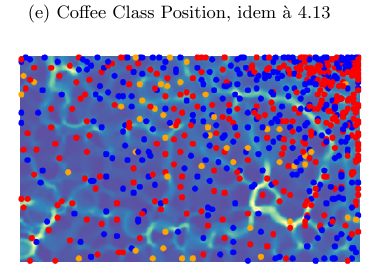 (e) Coffee Class Position, idem à 4.13